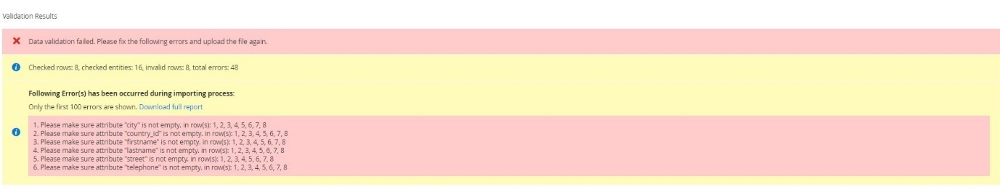 Validation Results
Data validation failed. Please fix the following errors and upload the file again.
Checked rows: 8, checked entities: 16, invalid rows: 8, total errors: 48
Following Error(s) has been occurred during importing process:
Only the first 100 errors are shown. Download full report
1. Please make sure attribute "city" is not empty. in row(s): 1, 2, 3, 4, 5, 6, 7, 8
2. Please make sure attribute "country_id" is not empty. in row(s): 1, 2, 3, 4, 5, 6, 7, 8
3. Please make sure attribute "firstname" is not empty. in row(s): 1, 2, 3, 4, 5, 6, 7, 8
4. Please make sure attribute "lastname" is not empty. in row(s): 1, 2, 3, 4, 5, 6, 7, 8
5. Please make sure attribute "street" is not empty. in row(s): 1, 2, 3, 4, 5, 6, 7, 8
6. Please make sure attribute "telephone" is not empty. in row(s): 1, 2, 3, 4, 5, 6, 7, 8